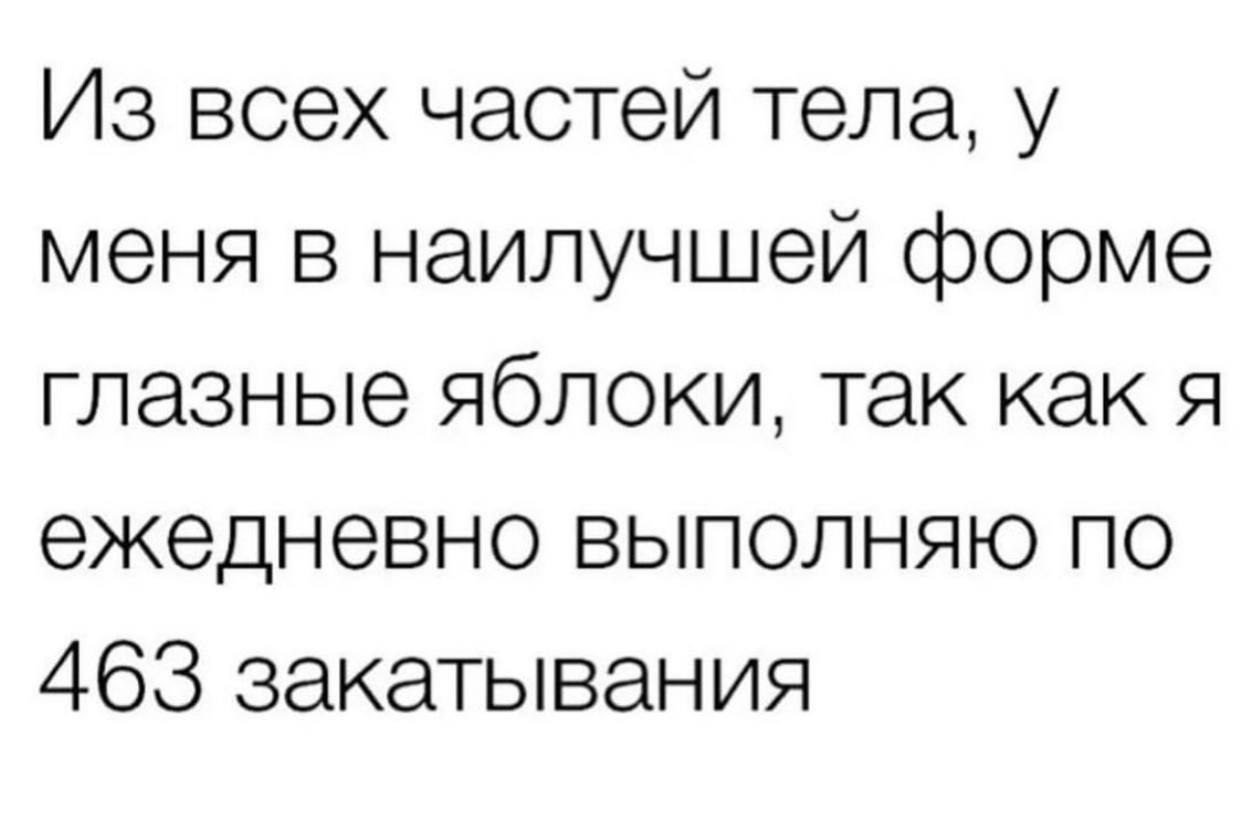 Из всех частей тела, у
меня в наилучшей форме
глазные яблоки, так как я
ежедневно выполняю по
463 закатывания